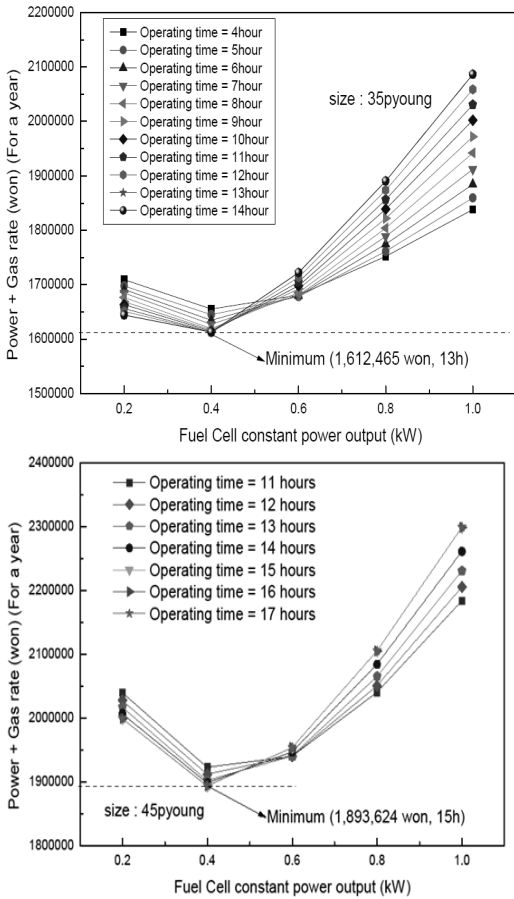 2200000
2100000
2000000
1900000
1800000
1700000
1600000
1500000
Power + Gas rate (won) (For a year)
Operating time = 4hour
Operating time = 5hour
Operating time = 6hour
Operating time = 7hour
Operating time = 8hour
Operating time = 9hour
Operating time = 10hour
Operating time = 11hour
Operating time = 12hour
Operating time = 13hour
Operating time = 14hour
size : 35pyoung
Minimum (1,612,465 won, 13h)
0.2 0.4 0.6 0.8 1.0
Fuel Cell constant power output (kW)
2400000
2300000
2200000
2100000
2000000
1900000
1800000
Power + Gas rate (won) (For a year)
Operating time = 11 hours
Operating time = 12 hours
Operating time = 13 hours
Operating time = 14 hours
Operating time = 15 hours
Operating time = 16 hours
Operating time = 17 hours
size : 45pyoung
Minimum (1,893,624 won, 15h)
0.2 0.4 0.6 0.8 1.0
Fuel Cell constant power output (kW)